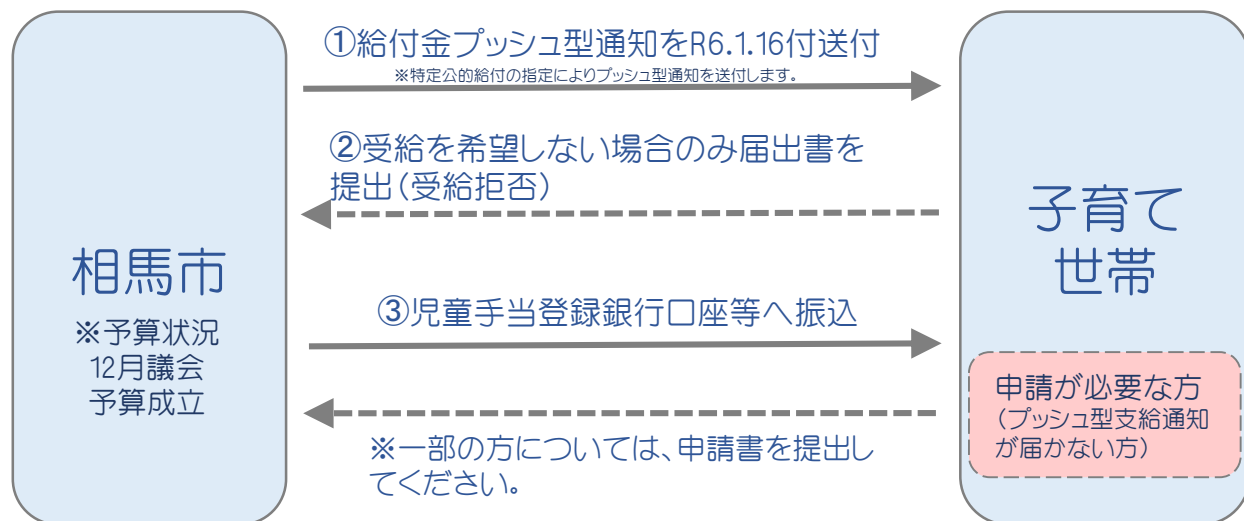 ①給付金プッシュ型通知をR6.1.16付送付
※特定公的給付の指定によりプッシュ型通知を送付します。
②受給を希望しない場合のみ届出書を
提出（受給拒否）
相馬市
※予算状況
12月議会
予算成立
③児童手当登録銀行口座等へ振込
※一部の方については、申請書を提出し
てください。
子育て
世帯
申請が必要な方
（プッシュ型支給通知
が届かない方）